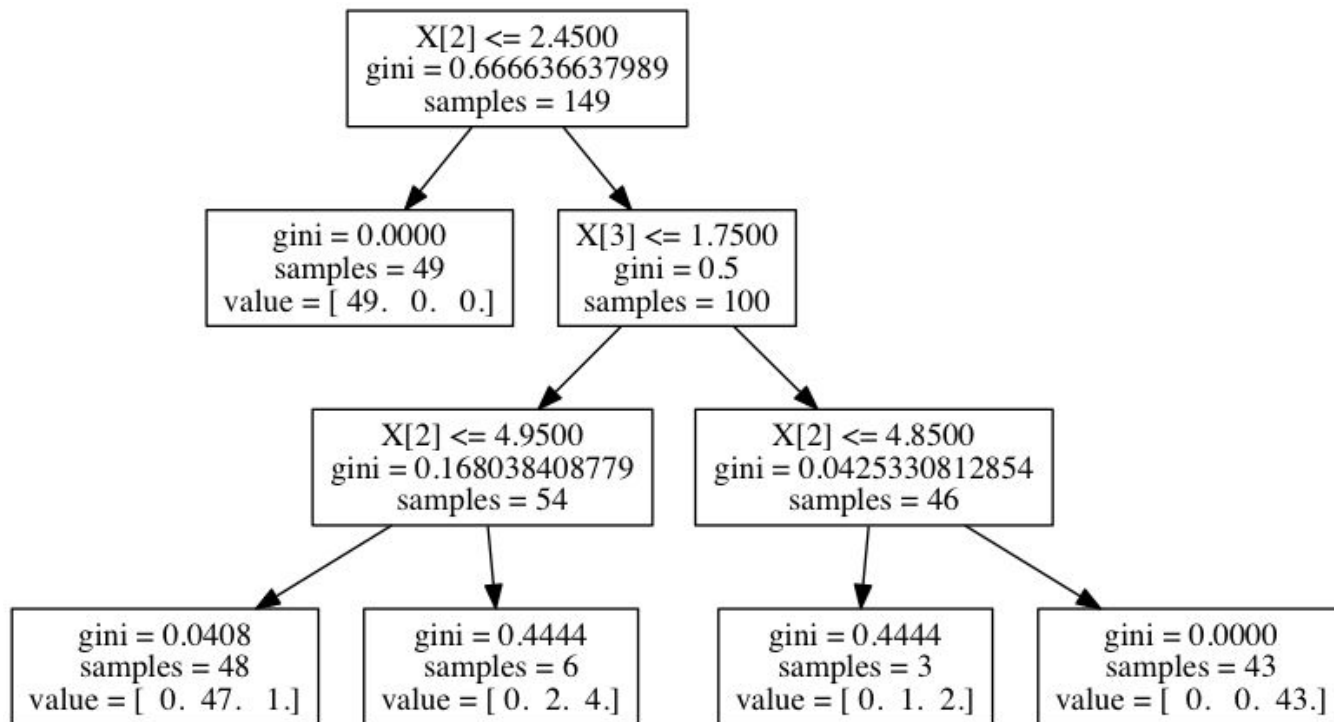 X[2] <= 2.4500
gini = 0.666636637989
samples = 149
gini = 0.0000
samples = 49
value = [ 49. 0. 0.]
X[3] <= 1.7500
gini = 0.5
samples = 100
X[2] <= 4.9500
gini = 0.168038408779
samples = 54
X[2] <= 4.8500
gini = 0.0425330812854
samples = 46
gini = 0.0408
samples = 48
value = [ 0. 47. 1.]
gini = 0.4444
samples = 6
value = [ 0. 2. 4.]
gini = 0.4444
samples = 3
value = [ 0. 1. 2.]
gini = 0.0000
samples = 43
value = [ 0. 0. 43.]